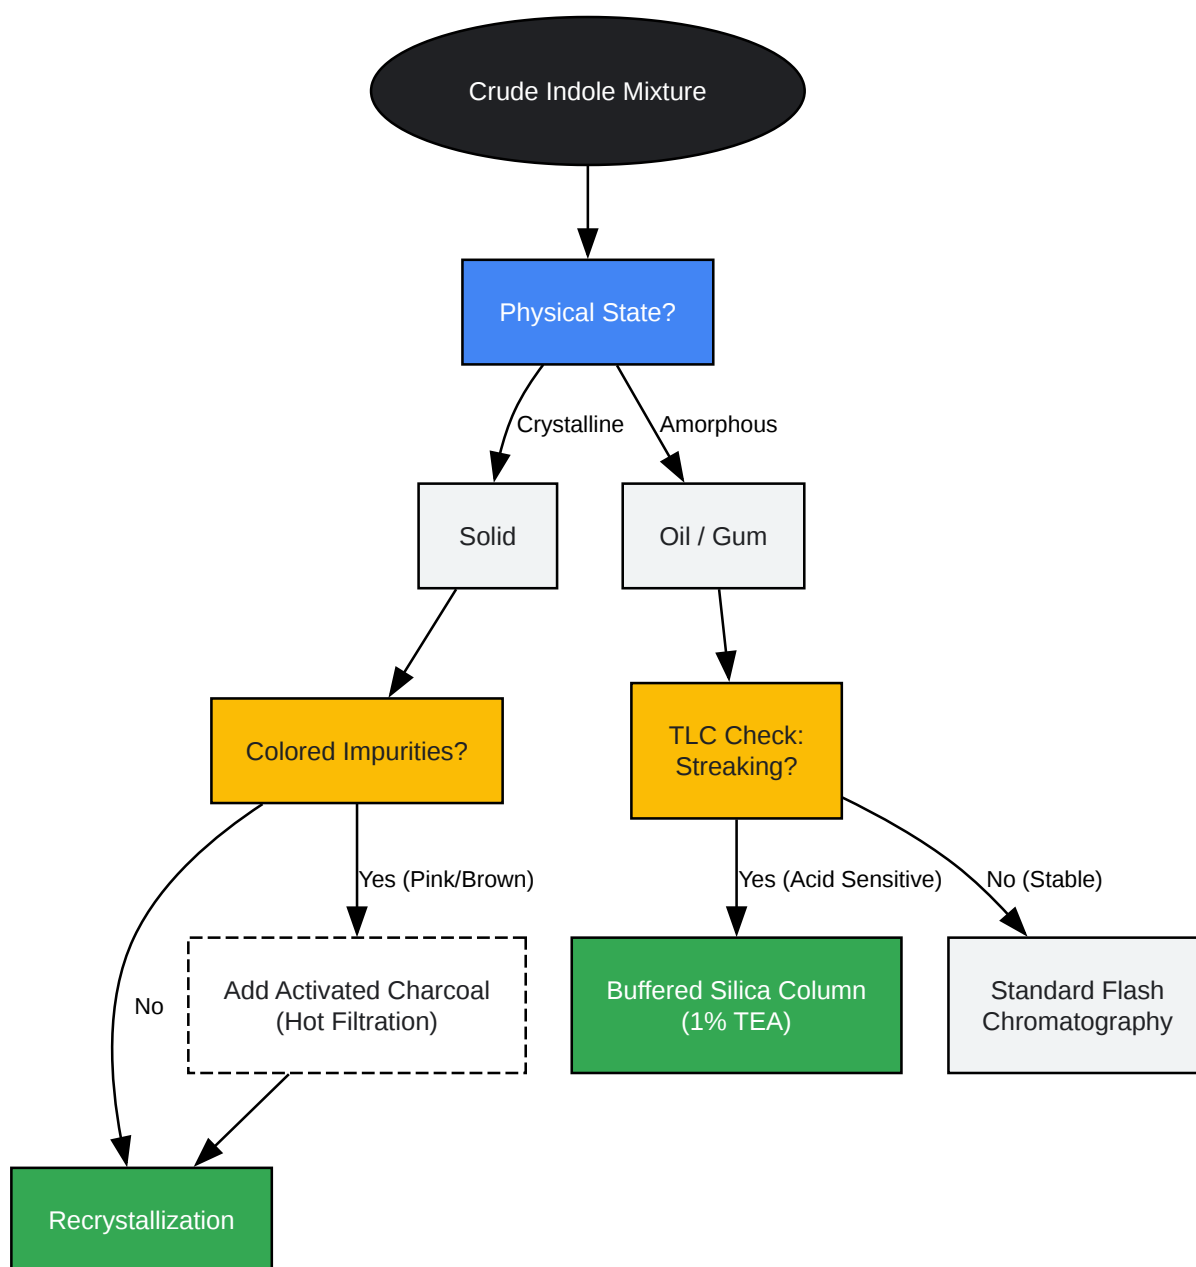 Crude Indole Mixture
Physical State?
Crystalline
Amorphous
Solid
Oil / Gum
Colored Impurities?
TLC Check:
Streaking?
Yes (Pink/Brown)
Yes (Acid Sensitive)
No (Stable)
No
Add Activated Charcoal
(Hot Filtration)
Buffered Silica Column
(1% TEA)
Standard Flash
Chromatography
Recrystallization